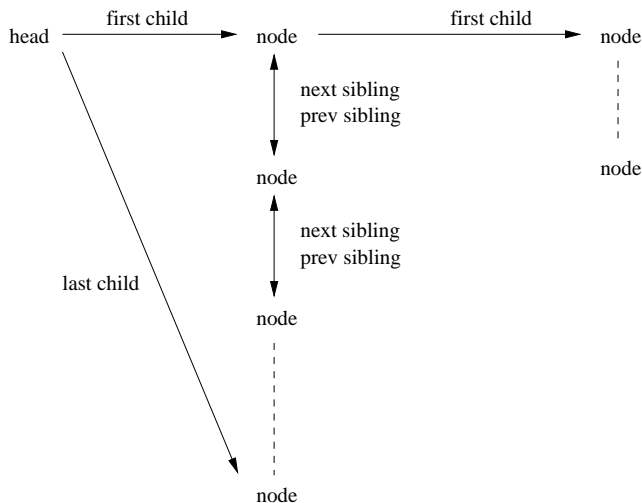 first child
first child
head
node
node
next sibling
prev sibling
node
node
next sibling
prev sibling
last child
node
node